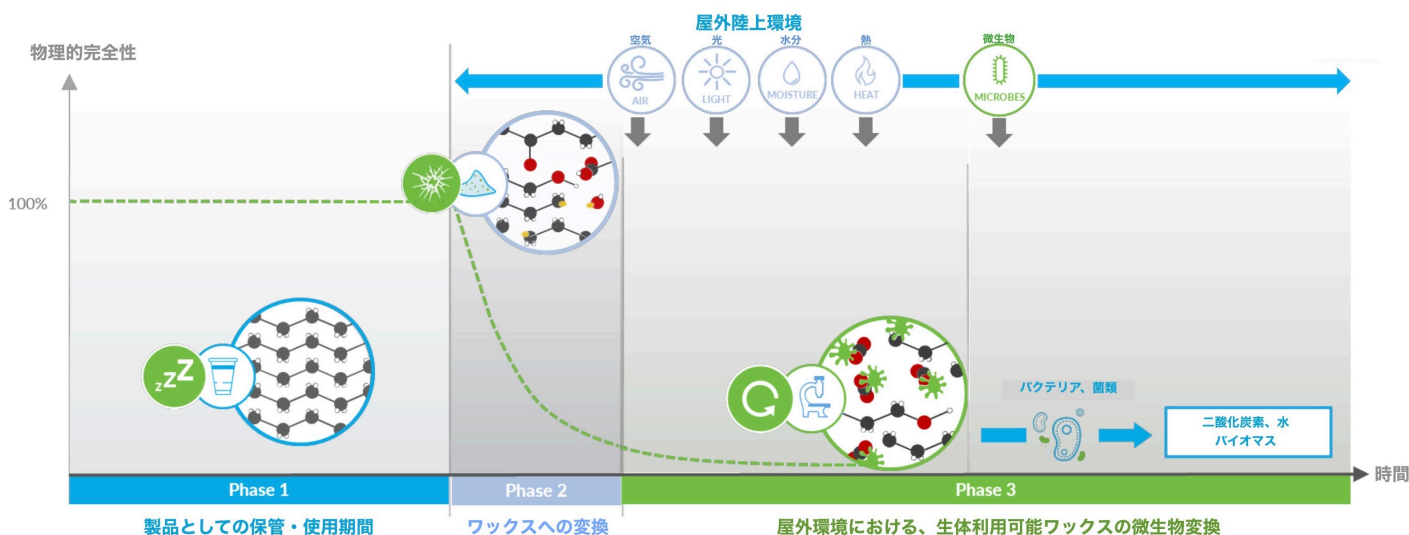 屋外陸上環境
物理的完全性
空気
光
水分
熱
微生物
AIR
LIGHT
MOISTURE
HEAT
MICROBES
100%
zzZ
バクテリア、菌類
二酸化炭素、水
バイオマス
時間
Phase 1
Phase 2
Phase 3
製品としての保管・使用期間
ワックスへの変換
屋外環境における、生体利用可能ワックスの微生物変換